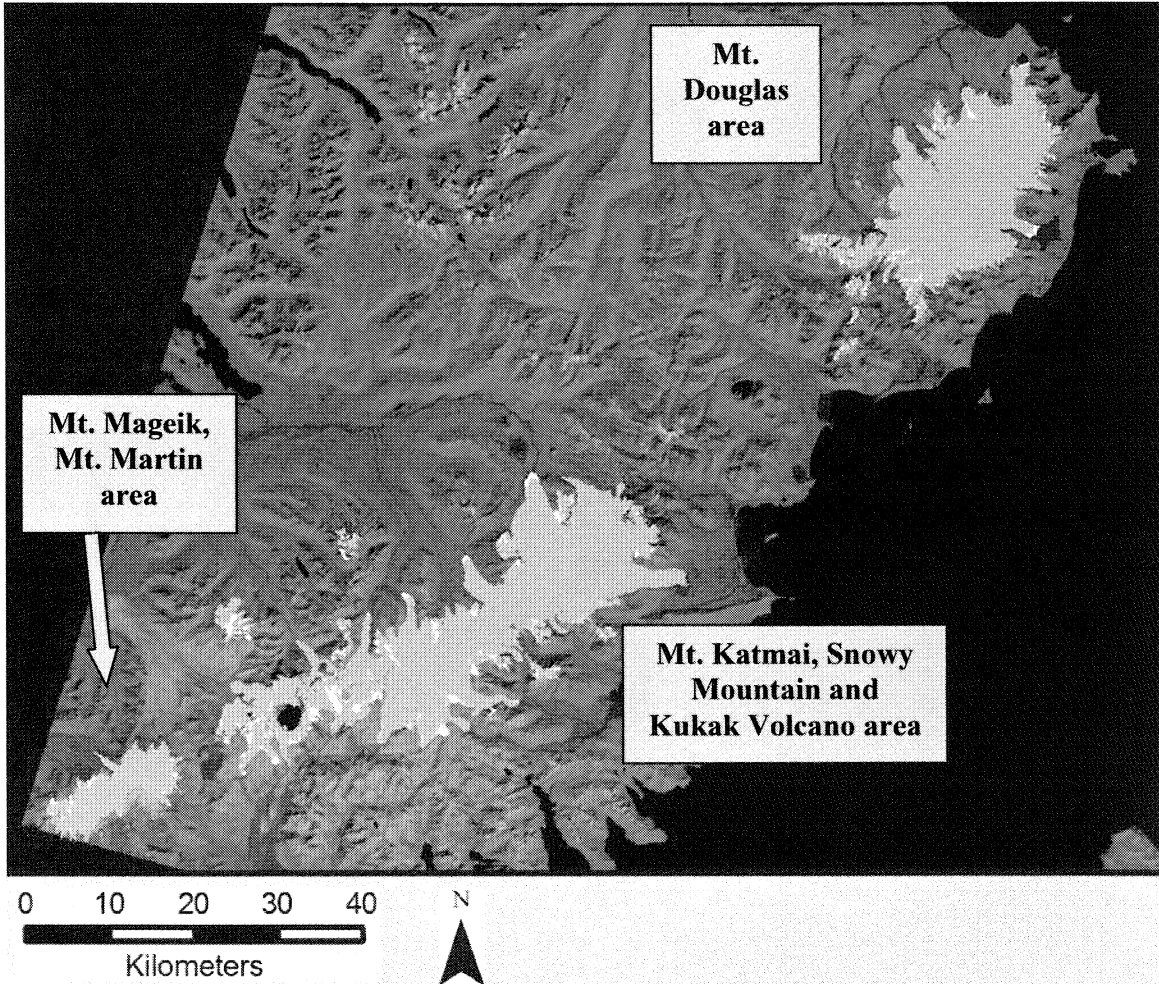 Mt.
Douglas
area
Mt. Mageik,
Mt. Martin
area
Mt. Katmai, Snowy
Mountain and
Kukak Volcano area
0 10 20 30 40
Kilometers
N